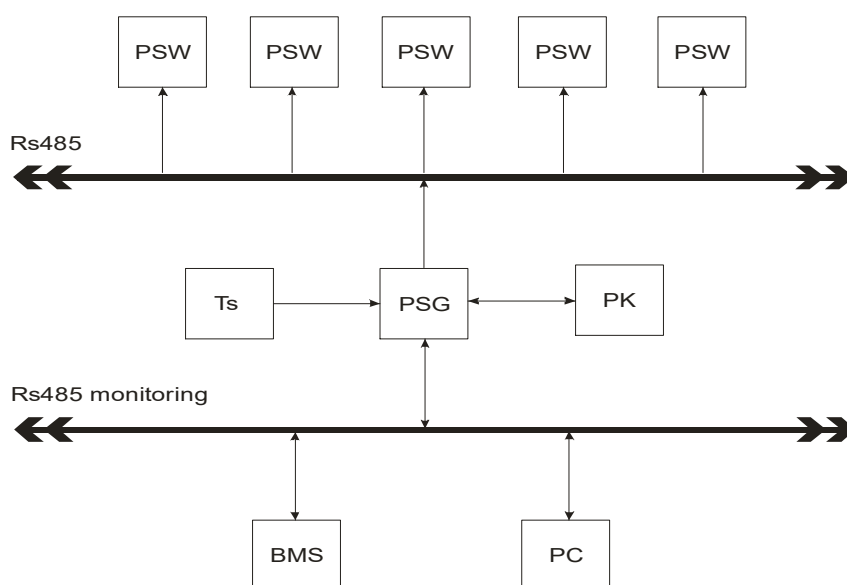 PSW PSW PSW PSW PSW
Rs485
Ts PSG PK
Rs485 monitoring
BMS PC